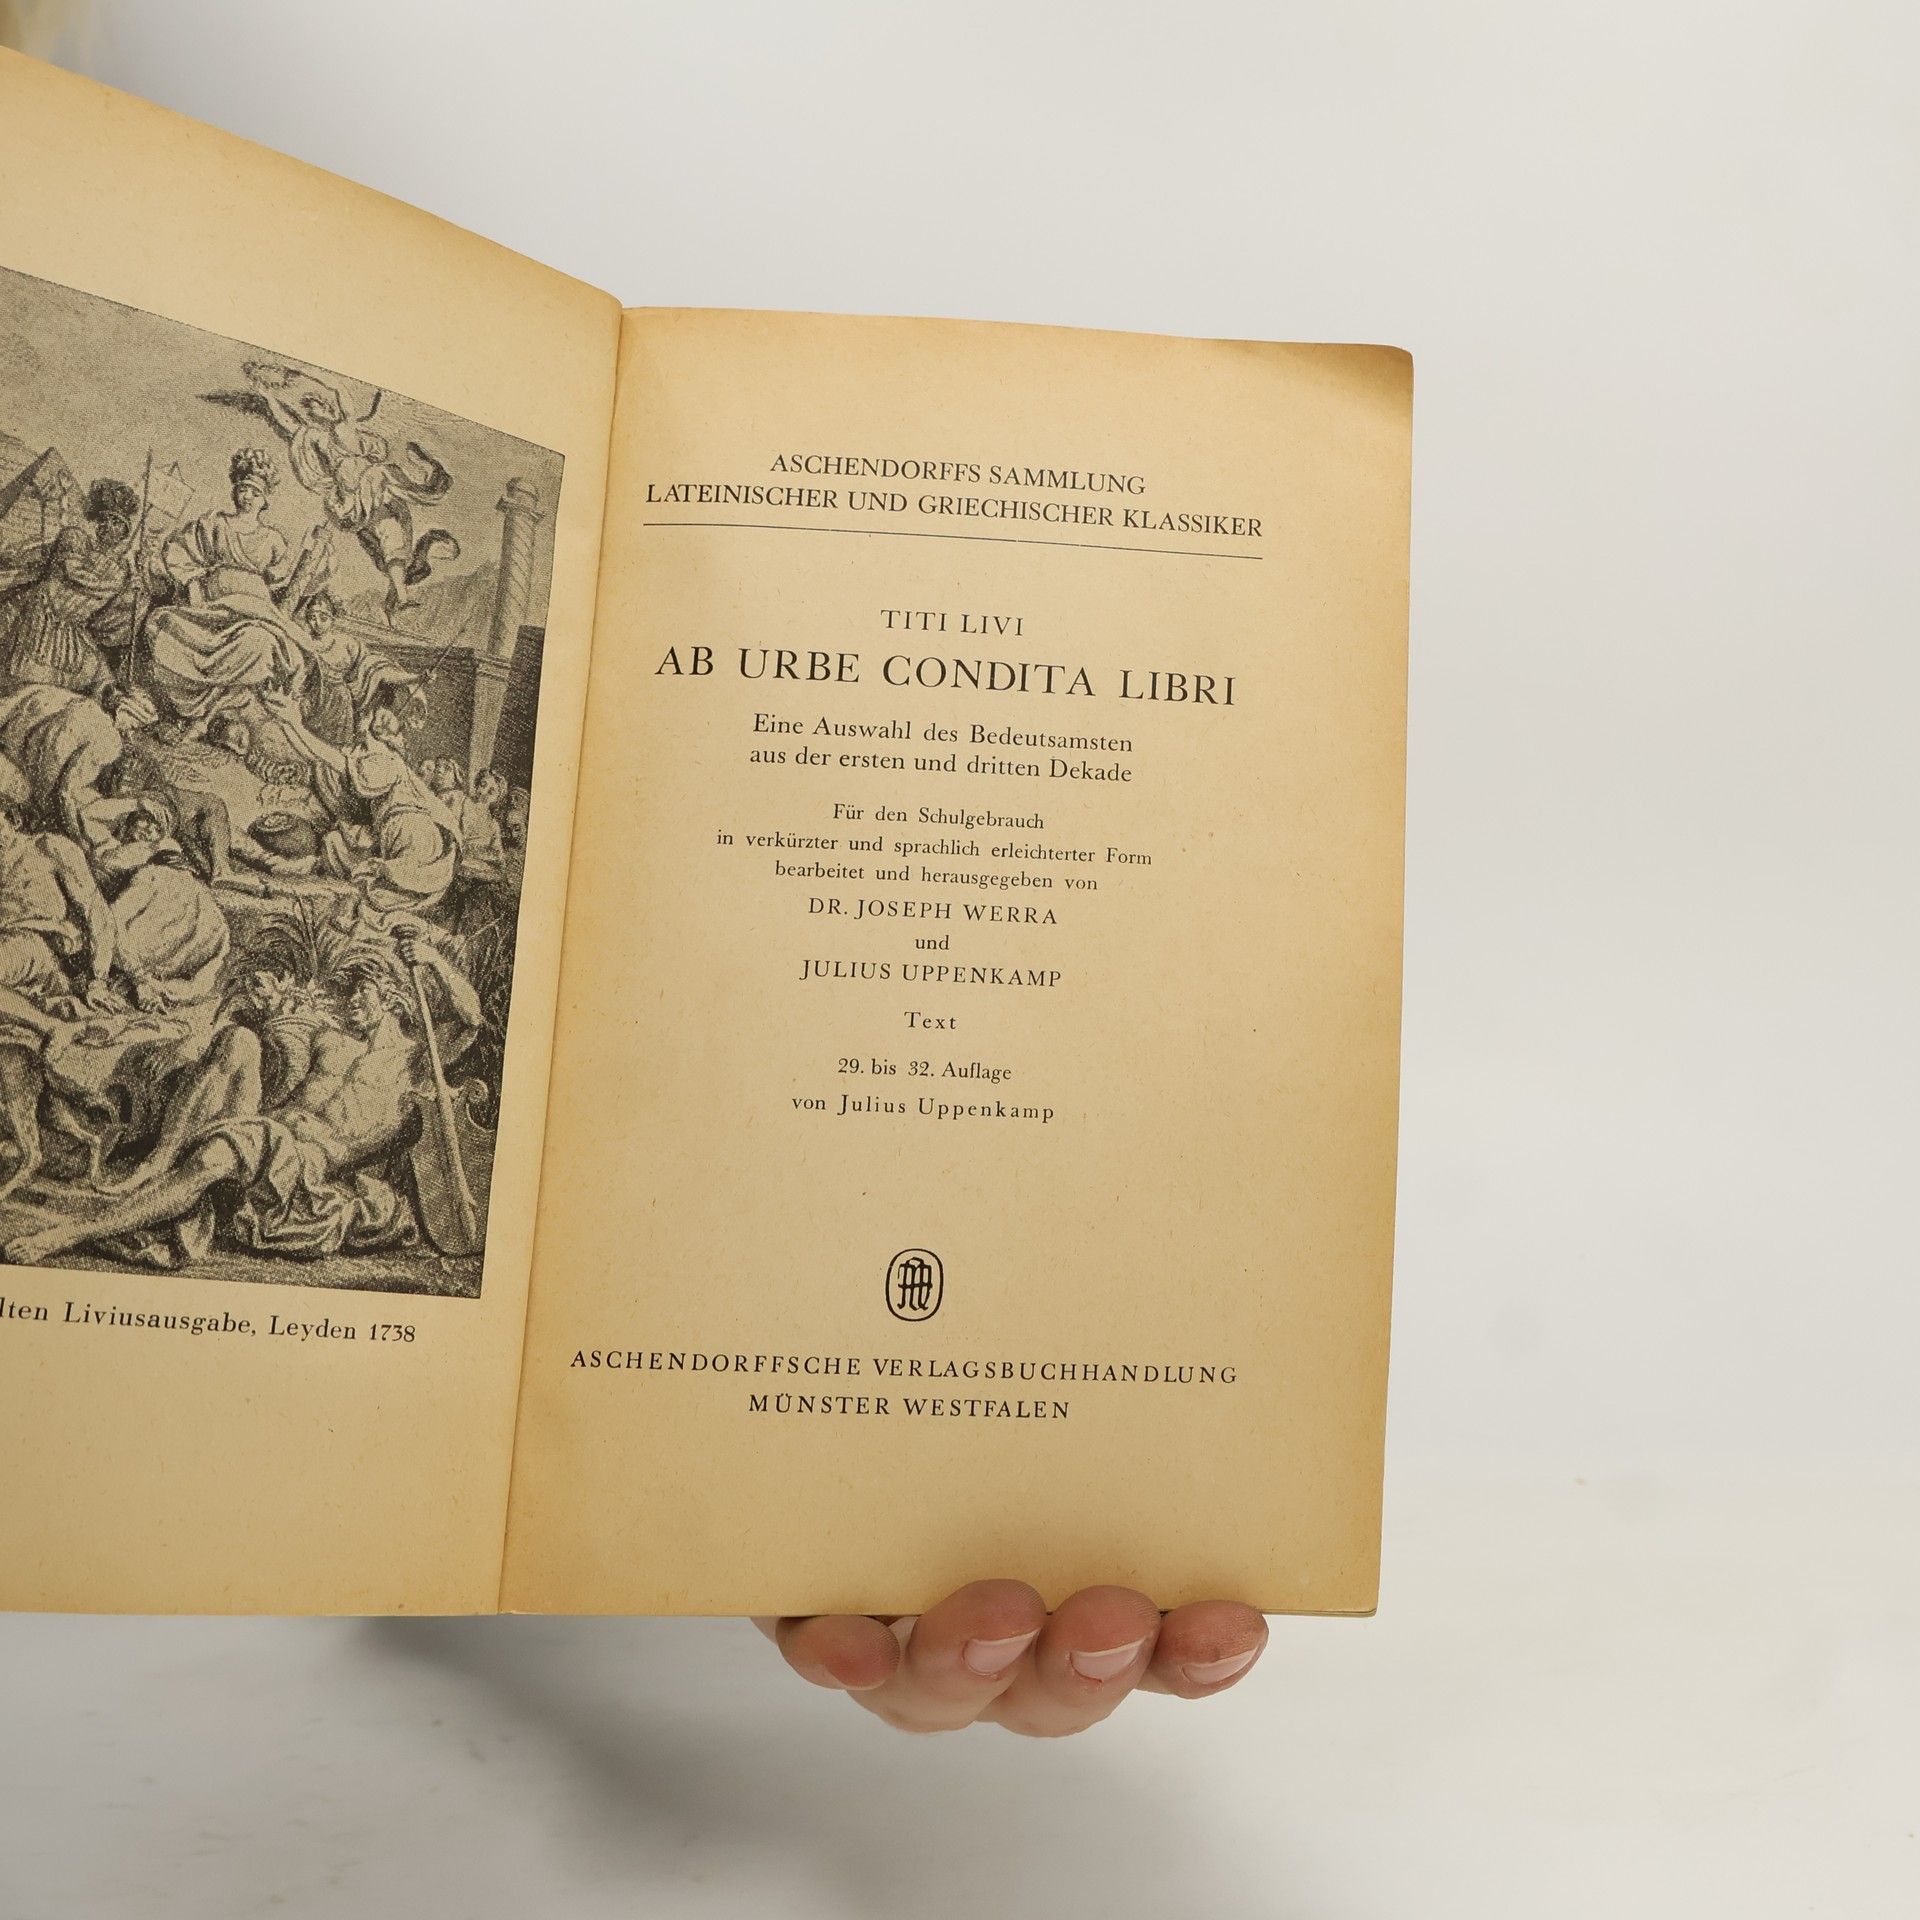 Liviusausgabe, Leyden 1738
ASCHENDORFFS SAMMLUNG
LATEINISCHER UND GRIECHISCHER KLASSIKER
TITI LIVI
AB URBE CONDITA LIBRI
Eine Auswahl des Bedeutsamsten
aus der ersten und dritten Dekade
Für den Schulgebrauch
in verkürzter und sprachlich erleichterter Form
bearbeitet und herausgegeben von
DR. JOSEPH WERRA
und
JULIUS UPPENKAMP
Text
29. bis 32. Auflage
von Julius Uppenkamp
ASCHENDORFFSCHE VERLAGSBUCHHANDLUNG
MÜNSTER WESTFALEN